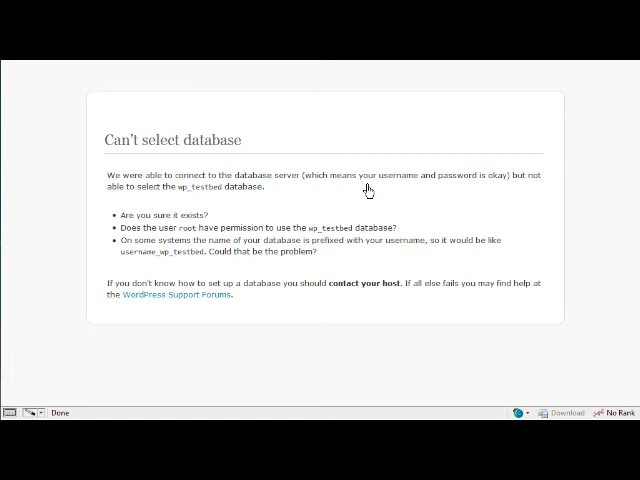 Can't select database
We were able to connect to the database server (which means your username and password is okay) but not
able to select the wp_testbed database.
• Are you sure it exists?
• Does the user root have permission to use the wp_testbed database?
• On some systems the name of your database is prefixed with your username, so it would be like
username_wp_testbed. Could that be the problem?
If you don't know how to set up a database you should contact your host. If all else fails you may find help at
the WordPress Support Forums.
Done
Download
No Rank